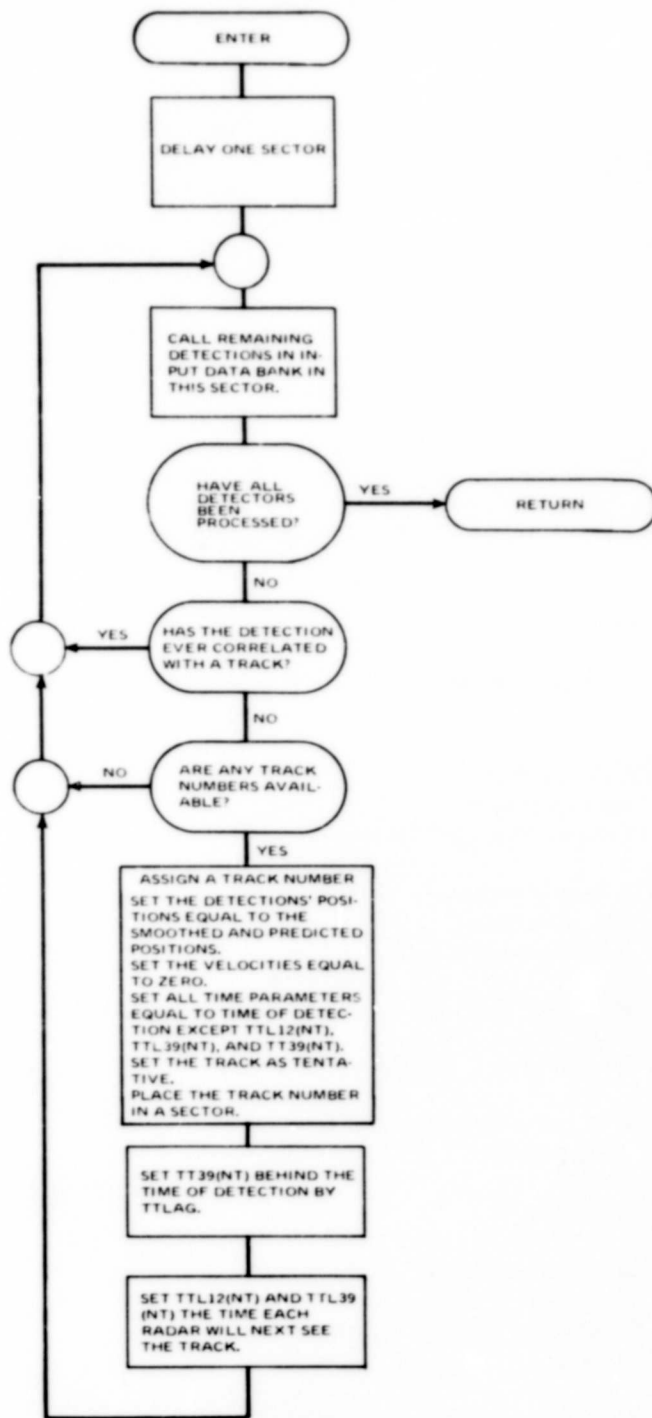 ENTER
DELAY ONE SECTOR
CALL REMAINING
DETECTIONS IN IN-
PUT DATA BANK IN
THIS SECTOR.
HAVE ALL
DETECTORS
BEEN
PROCESSED?
YES
RETURN
NO
HAS THE DETECTION
EVER CORRELATED
WITH A TRACK?
YES
NO
ARE ANY TRACK
NUMBERS AVAIL-
ABLE?
NO
YES
ASSIGN A TRACK NUMBER
SET THE DETECTIONS' POSI-
TIONS EQUAL TO THE
SMOOTHED AND PREDICTED
POSITIONS.
SET THE VELOCITIES EQUAL
TO ZERO.
SET ALL TIME PARAMETERS
EQUAL TO TIME OF DETEC-
TION EXCEPT TTL12(NT),
TTL39(NT), AND TT39(NT).
SET THE TRACK AS TENTA-
TIVE.
PLACE THE TRACK NUMBER
IN A SECTOR.
SET TT39(NT) BEHIND THE
TIME OF DETECTION BY
TTLAG.
SET TTL12(NT) AND TTL39
(NT) THE TIME EACH
RADAR WILL NEXT SEE
THE TRACK.